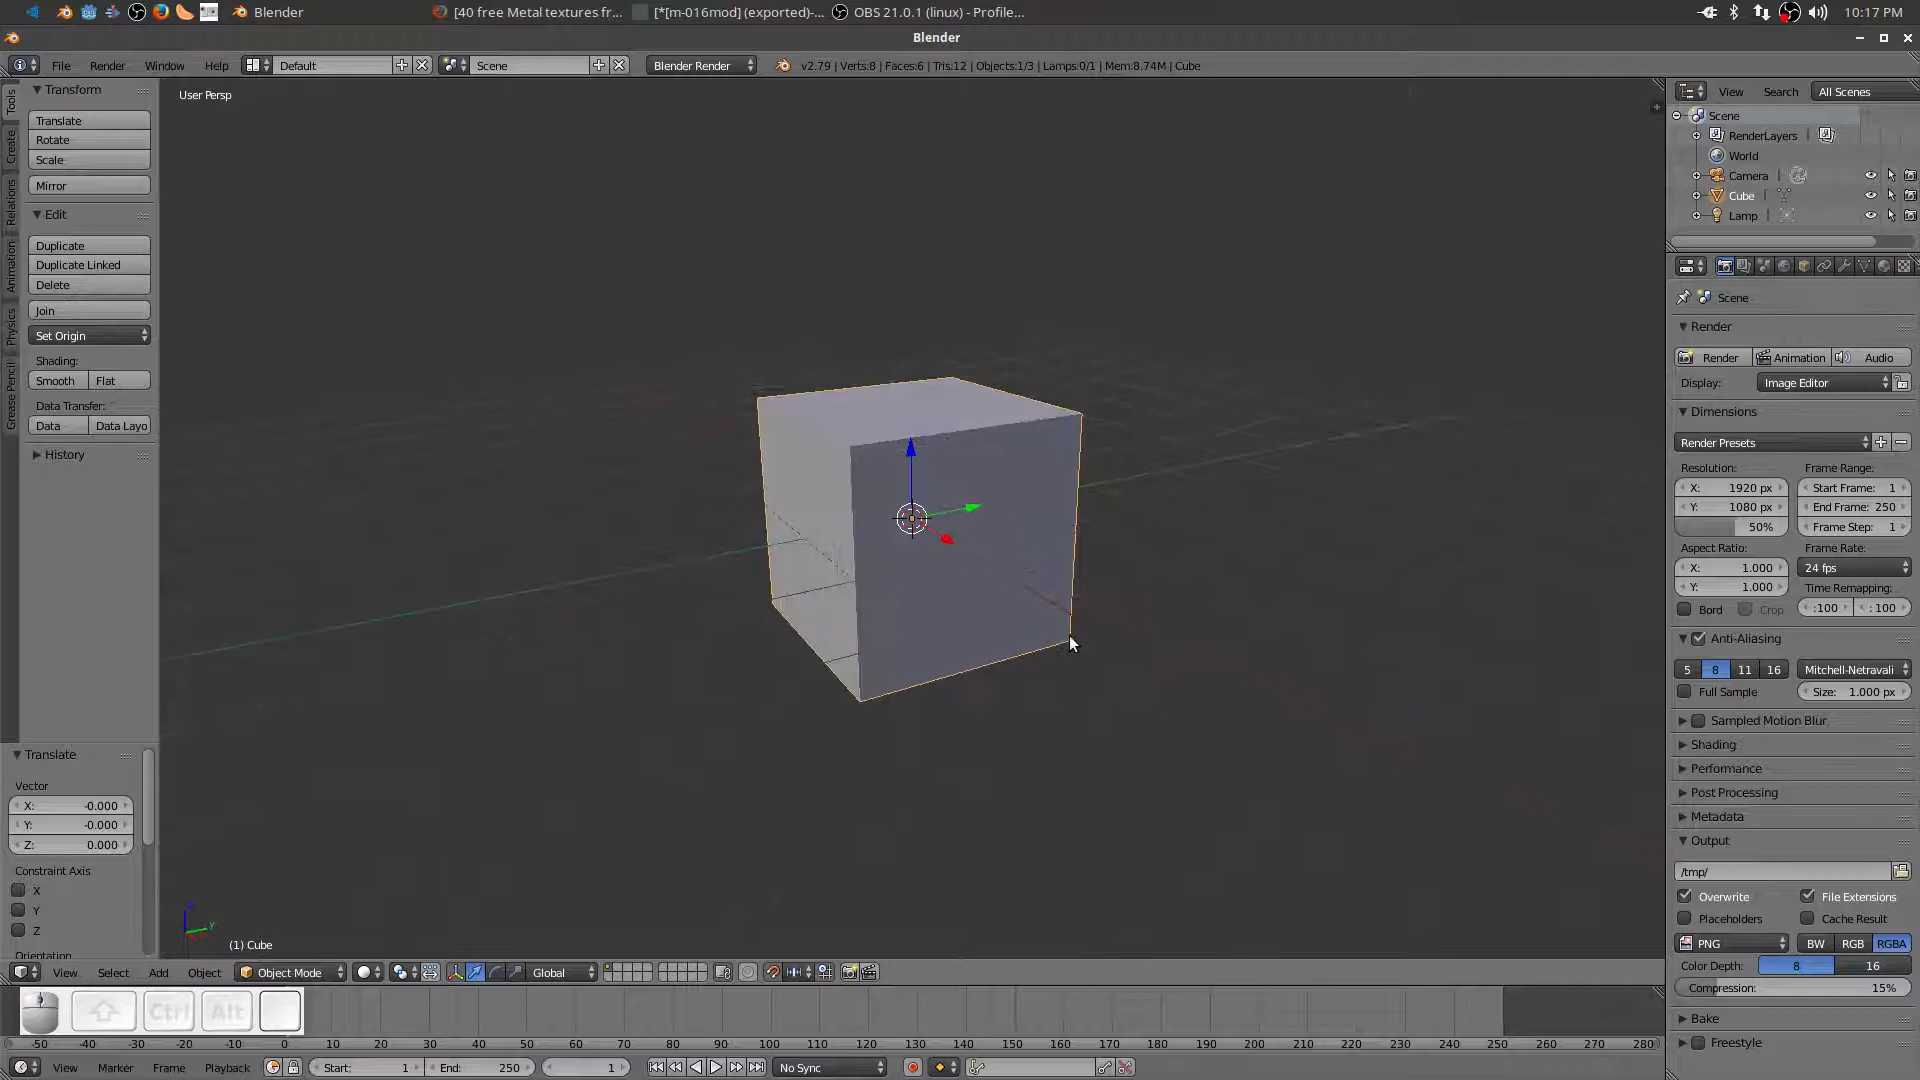 Blender
[40 free Metal textures fr...
[*[m-016mod] (exported)-...
OBS 21.0.1 (linux) - Profile...
10:17 PM
Blender
File
Render
Window
Help
Default
Scene
Blender Render
v2.79 | Verts:8 | Faces:6 | Tris:12 | Objects:1/3 | Lamps:0/1 | Mem:8.74M | Cube
Tools
Create
Relations
Animation
Physics
Grease Pencil
Transform
Translate
Rotate
Scale
Mirror
Edit
Duplicate
Duplicate Linked
Delete
Join
Set Origin
Shading:
Smooth
Flat
Data Transfer:
Data
Data Layo
History
Translate
Vector
X: -0.000
Y: -0.000
Z: 0.000
Constraint Axis
X
Y
Z
Orientation
User Persp
(1) Cube
View
Select
Add
Object
Object Mode
Global
Ctrl
Alt
-50 -40 -30 -20 -10 0 10 20 30 40 50 60 70 80 90 100 110 120 130 140 150 160 170 180 190 200 210 220 230 240 250 260 270 280
View
Marker
Frame
Playback
Start: 1
End: 250
1
No Sync
View
Search
All Scenes
Scene
RenderLayers
World
Camera
Cube
Lamp
Scene
Render
Render
Animation
Audio
Display:
Image Editor
Dimensions
Render Presets
Resolution:
Frame Range:
X: 1920 px
Start Frame: 1
Y: 1080 px
End Frame: 250
50%
Frame Step: 1
Aspect Ratio:
Frame Rate:
X: 1.000
24 fps
Y: 1.000
Time Remapping:
Bord
Crop
:100
: 100
Anti-Aliasing
5
8
11
16
Mitchell-Netravali
Full Sample
Size: 1.000 px
Sampled Motion Blur
Shading
Performance
Post Processing
Metadata
Output
/tmp/
Overwrite
File Extensions
Placeholders
Cache Result
PNG
BW
RGB
RGBA
Color Depth:
8
16
Compression: 15%
Bake
Freestyle